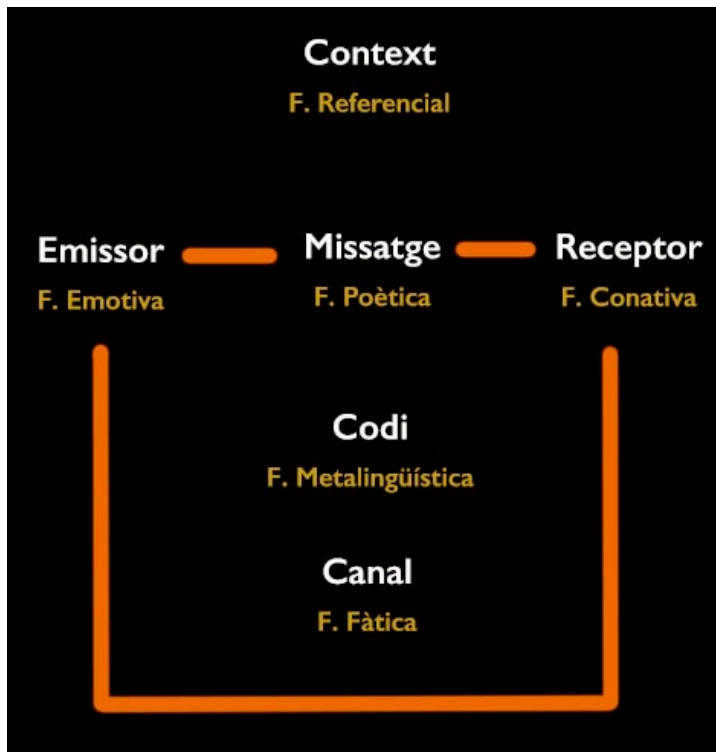 Context
F. Referencial
Emissor Missatge Receptor
F. Emotiva F. Poètica F. Conativa
Codi
F. Metalingüística
Canal
F. Fàtica